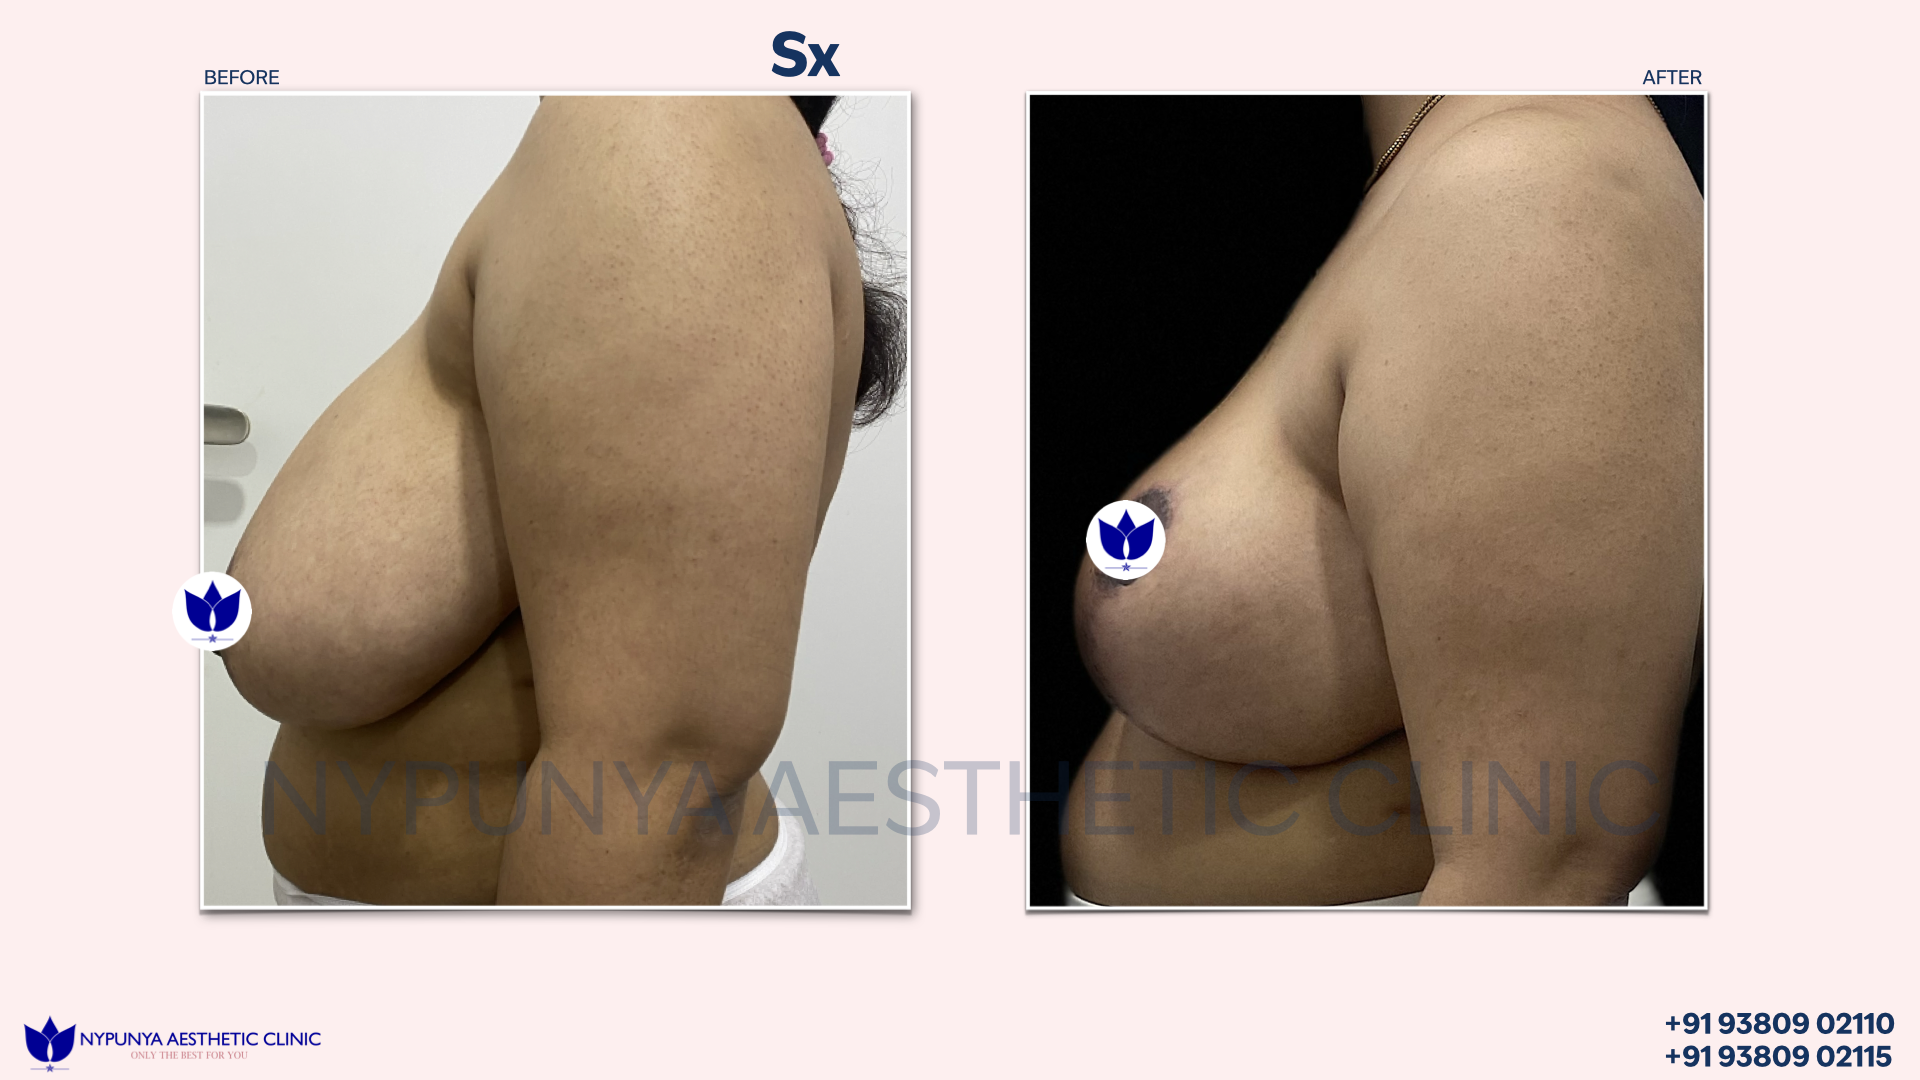 Sx
BEFORE
AFTER
NYPUNYA AESTHETIC CLINIC
NYPUNYA AESTHETIC CLINIC
ONLY THE BEST FOR YOU
+91 93809 02110
+91 93809 02115